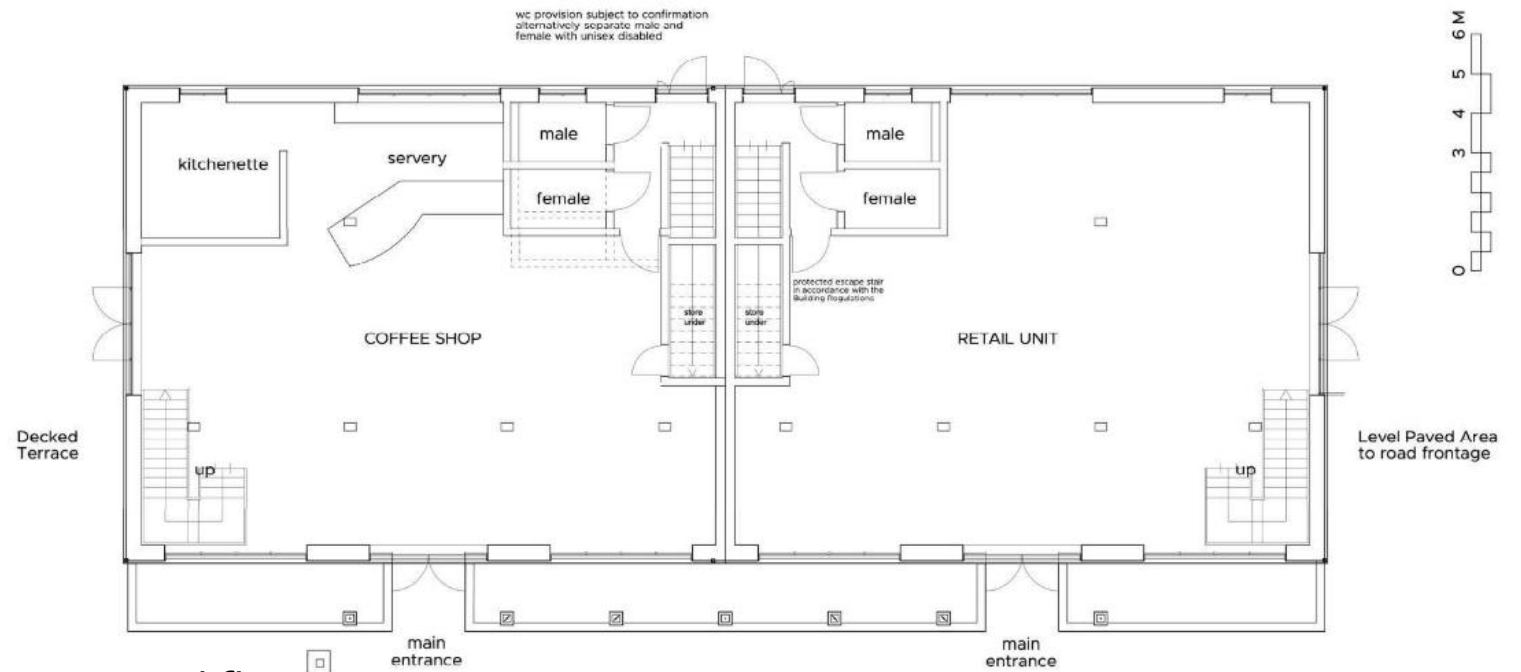 wc provision subject to confirmation
alternatively separate male and
female with unisex disabled
6 M
5
4
3
0
male
male
kitchenette
servery
female
female
protected escape stair
in accordance with the
Building Regulations
store
under
store
under
COFFEE SHOP
RETAIL UNIT
Decked
Terrace
Level Paved Area
to road frontage
up
up
main
entrance
main
entrance